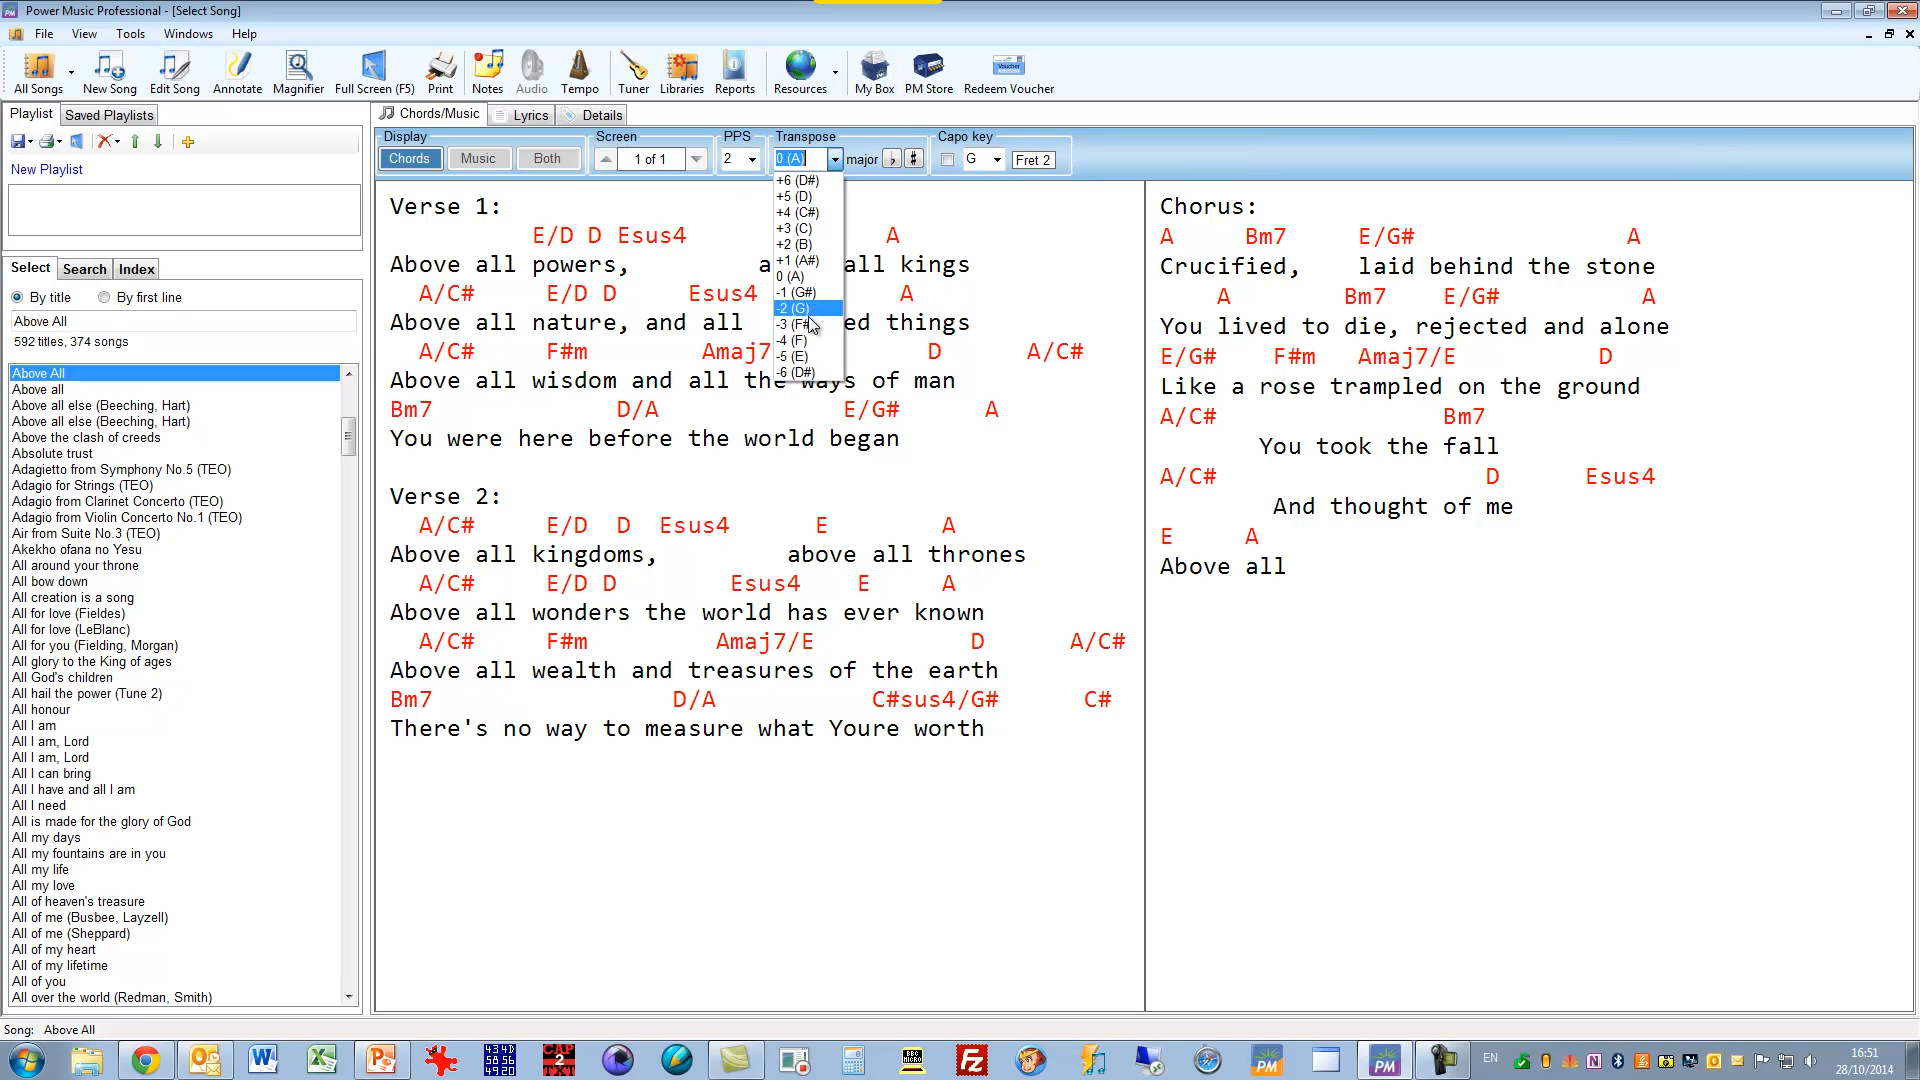 Power Music Professional - [Select Song]
File View Tools Windows Help
All Songs New Song Edit Song Annotate Magnifier Full Screen (F5) Print Notes Audio Tempo Tuner Libraries Reports Resources My Box PM Store Redeem Voucher
Playlist Saved Playlists
New Playlist
Select Search Index
By title By first line
Above All
592 titles, 374 songs
Above All
Above all
Above all else (Beeching, Hart)
Above all else (Beeching, Hart)
Above the clash of creeds
Absolute trust
Adagietto from Symphony No.5 (TEO)
Adagio for Strings (TEO)
Adagio from Clarinet Concerto (TEO)
Adagio from Violin Concerto No.1 (TEO)
Air from Suite No.3 (TEO)
Akekho ofana no Yesu
All around your throne
All bow down
All creation is a song
All for love (Fieldes)
All for love (LeBlanc)
All for you (Fielding, Morgan)
All glory to the King of ages
All God's children
All hail the power (Tune 2)
All honour
All I am
All I am, Lord
All I am, Lord
All I can bring
All I have and all I am
All I need
All is made for the glory of God
All my days
All my fountains are in you
All my life
All my love
All of heaven's treasure
All of me (Busbee, Layzell)
All of me (Sheppard)
All of my heart
All of my lifetime
All of you
All over the world (Redman, Smith)
Chords/Music Lyrics Details
Display Screen PPS Transpose Capo key
Chords Music Both 1 of 1 2 0 (A) major b # G Fret 2
+6 (D#)
+5 (D)
+4 (C#)
+3 (C)
+2 (B)
+1 (A#)
0 (A)
-1 (G#)
-2 (G)
-3 (F#
-4 (F)
-5 (E)
-6 (D#)
Verse 1:
E/D D Esus4 A
Above all powers, a all kings
A/C# E/D D Esus4 A
Above all nature, and all ed things
A/C# F#m Amaj7 D A/C#
Above all wisdom and all the ways of man
Bm7 D/A E/G# A
You were here before the world began
Verse 2:
A/C# E/D D Esus4 E A
Above all kingdoms, above all thrones
A/C# E/D D Esus4 E A
Above all wonders the world has ever known
A/C# F#m Amaj7/E D A/C#
Above all wealth and treasures of the earth
Bm7 D/A C#sus4/G# C#
There's no way to measure what Youre worth
Chorus:
A Bm7 E/G# A
Crucified, laid behind the stone
A Bm7 E/G# A
You lived to die, rejected and alone
E/G# F#m Amaj7/E D
Like a rose trampled on the ground
A/C# Bm7
You took the fall
A/C# D Esus4
And thought of me
E A
Above all
Song: Above All
EN
16:51
28/10/2014